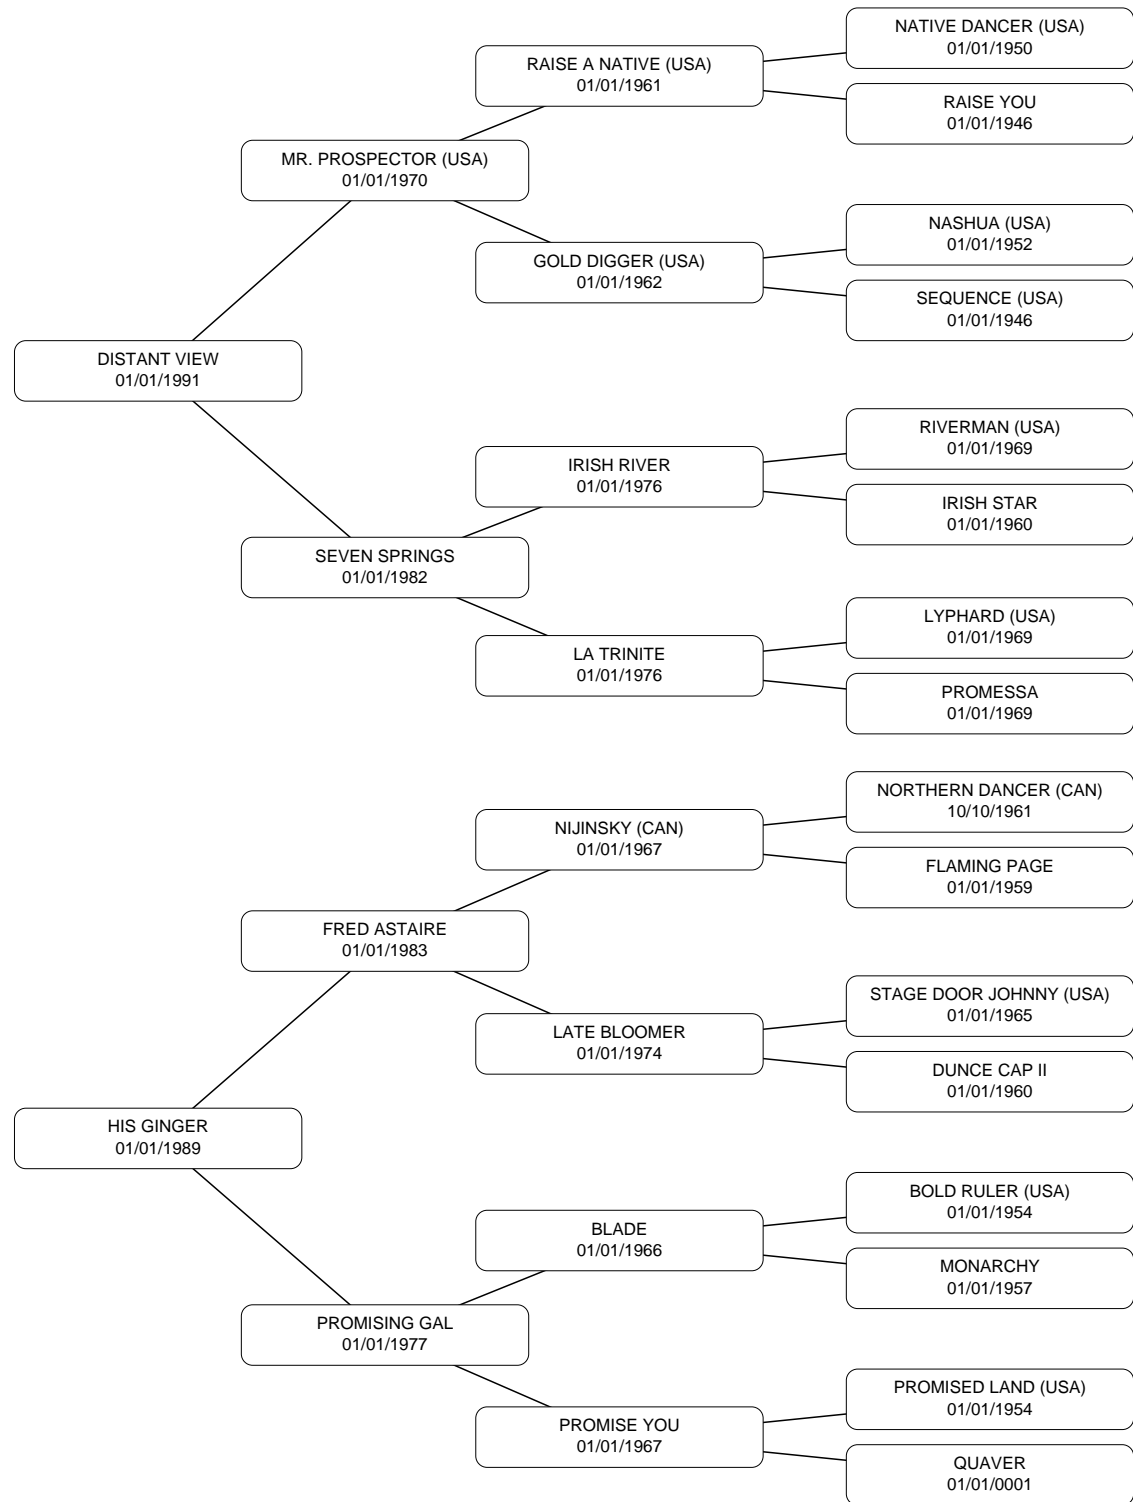 NATIVE DANCER (USA)
01/01/1950
RAISE A NATIVE (USA)
01/01/1961
RAISE YOU
01/01/1946
MR. PROSPECTOR (USA)
01/01/1970
NASHUA (USA)
01/01/1952
GOLD DIGGER (USA)
01/01/1962
SEQUENCE (USA)
01/01/1946
DISTANT VIEW
01/01/1991
RIVERMAN (USA)
01/01/1969
IRISH RIVER
01/01/1976
IRISH STAR
01/01/1960
SEVEN SPRINGS
01/01/1982
LYPHARD (USA)
01/01/1969
LA TRINITE
01/01/1976
PROMESSA
01/01/1969
NORTHERN DANCER (CAN)
10/10/1961
NIJINSKY (CAN)
01/01/1967
FLAMING PAGE
01/01/1959
FRED ASTAIRE
01/01/1983
STAGE DOOR JOHNNY (USA)
01/01/1965
LATE BLOOMER
01/01/1974
DUNCE CAP II
01/01/1960
HIS GINGER
01/01/1989
BOLD RULER (USA)
01/01/1954
BLADE
01/01/1966
MONARCHY
01/01/1957
PROMISING GAL
01/01/1977
PROMISED LAND (USA)
01/01/1954
PROMISE YOU
01/01/1967
QUAVER
01/01/0001